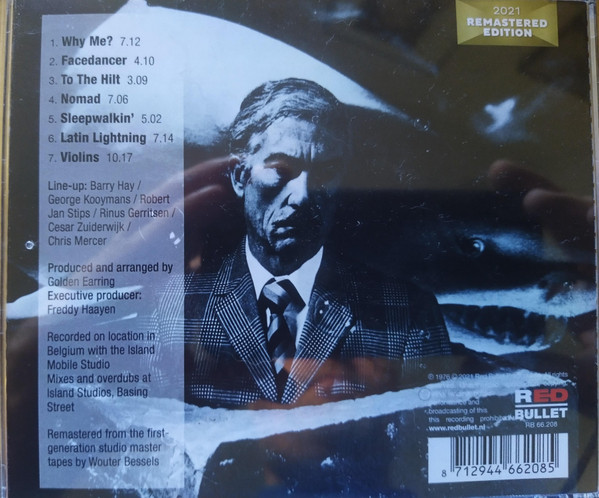 2021
REMASTERED
EDITION
1. Why Me? 7.12
2. Facedancer 4.10
3. To The Hilt 3.09
4. Nomad 7.06
5. Sleepwalkin' 5.02
6. Latin Lightning 7.14
7. Violins 10.17
Line-up: Barry Hay /
George Kooymans / Robert
Jan Stips / Rinus Gerritsen /
Cesar Zuiderwijk /
Chris Mercer
Produced and arranged by
Golden Earring
Executive producer:
Freddy Haayen
Recorded on location in
Belgium with the Island
Mobile Studio
Mixes and overdubs at
Island Studios, Basing
Street
Remastered from the first-
generation studio master
tapes by Wouter Bessels
℗ 1976 © 2021 Red
rights
broadcasting of this
this recording prohibited
www.redbullet.nl
RED
BULLET
RB 66.208
8 712944 662085